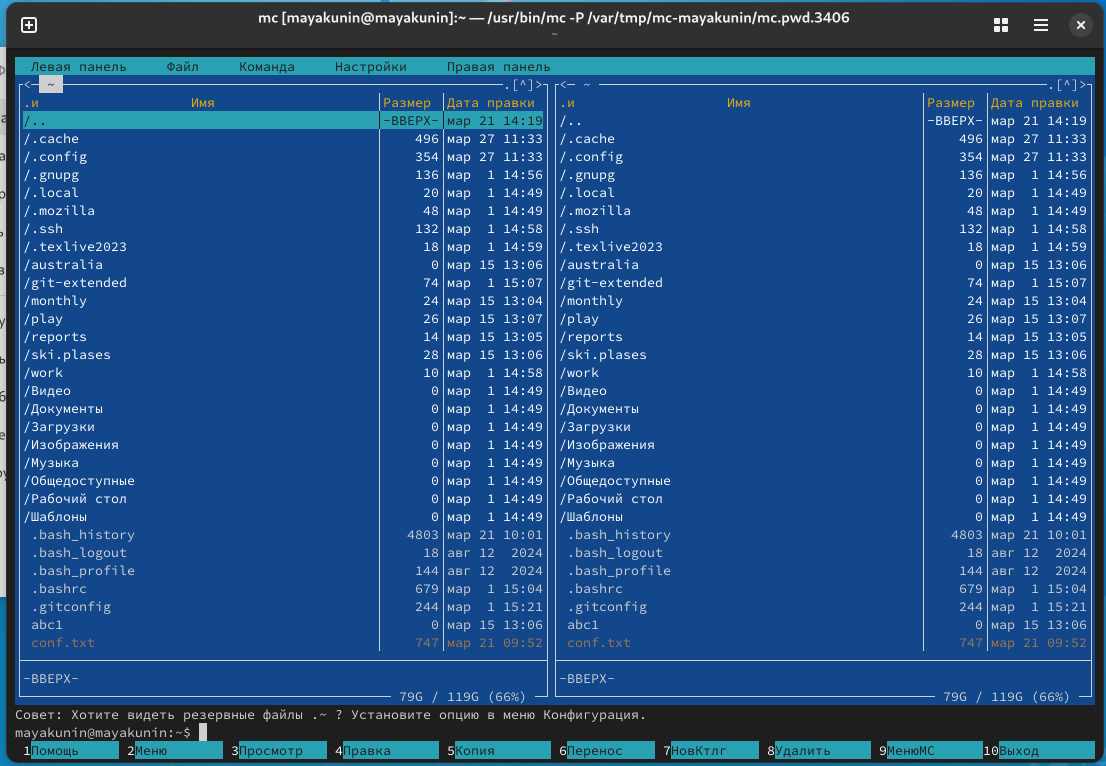 mc [mayakunin@mayakunin]:~ — /usr/bin/mc -P /var/tmp/mc-mayakunin/mc.pwd.3406
~
Левая панель Файл Команда Настройки Правая панель
<─ ~ ─.[^]> <─ ~ ─.[^]>
.и Имя Размер Дата правки .и Имя Размер Дата правки
/.. -ВВЕРХ- мар 21 14:19 /.. -ВВЕРХ- мар 21 14:19
/.cache 496 мар 27 11:33 /.cache 496 мар 27 11:33
/.config 354 мар 27 11:33 /.config 354 мар 27 11:33
/.gnupg 136 мар 1 14:56 /.gnupg 136 мар 1 14:56
/.local 20 мар 1 14:49 /.local 20 мар 1 14:49
/.mozilla 48 мар 1 14:49 /.mozilla 48 мар 1 14:49
/.ssh 132 мар 1 14:58 /.ssh 132 мар 1 14:58
/.texlive2023 18 мар 1 14:59 /.texlive2023 18 мар 1 14:59
/australia 0 мар 15 13:06 /australia 0 мар 15 13:06
/git-extended 74 мар 1 15:07 /git-extended 74 мар 1 15:07
/monthly 24 мар 15 13:04 /monthly 24 мар 15 13:04
/play 26 мар 15 13:07 /play 26 мар 15 13:07
/reports 14 мар 15 13:05 /reports 14 мар 15 13:05
/ski.plases 28 мар 15 13:06 /ski.plases 28 мар 15 13:06
/work 10 мар 1 14:58 /work 10 мар 1 14:58
/Видео 0 мар 1 14:49 /Видео 0 мар 1 14:49
/Документы 0 мар 1 14:49 /Документы 0 мар 1 14:49
/Загрузки 0 мар 1 14:49 /Загрузки 0 мар 1 14:49
/Изображения 0 мар 1 14:49 /Изображения 0 мар 1 14:49
/Музыка 0 мар 1 14:49 /Музыка 0 мар 1 14:49
/Общедоступные 0 мар 1 14:49 /Общедоступные 0 мар 1 14:49
/Рабочий стол 0 мар 1 14:49 /Рабочий стол 0 мар 1 14:49
/Шаблоны 0 мар 1 14:49 /Шаблоны 0 мар 1 14:49
.bash_history 4803 мар 21 10:01 .bash_history 4803 мар 21 10:01
.bash_logout 18 авг 12 2024 .bash_logout 18 авг 12 2024
.bash_profile 144 авг 12 2024 .bash_profile 144 авг 12 2024
.bashrc 679 мар 1 15:04 .bashrc 679 мар 1 15:04
.gitconfig 244 мар 1 15:21 .gitconfig 244 мар 1 15:21
abc1 0 мар 15 13:06 abc1 0 мар 15 13:06
conf.txt 747 мар 21 09:52 conf.txt 747 мар 21 09:52
-ВВЕРХ- -ВВЕРХ-
79G / 119G (66%) 79G / 119G (66%)
Совет: Хотите видеть резервные файлы .~ ? Установите опцию в меню Конфигурация.
mayakunin@mayakunin:~$
1Помощь 2Меню 3Просмотр 4Правка 5Копия 6Перенос 7НовКтлг 8Удалить 9МенюМС 10Выход